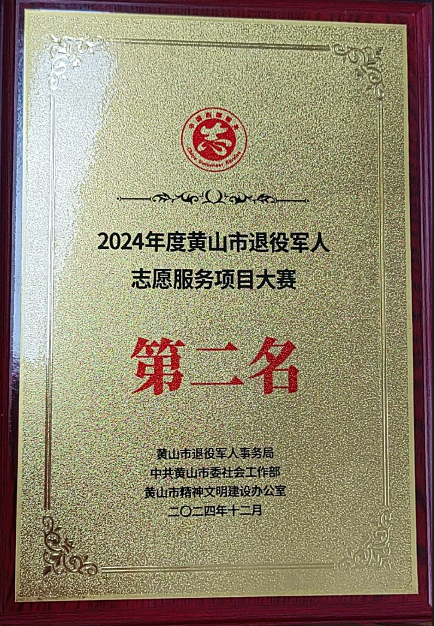 2024年度黄山市退役军人
志愿服务项目大赛
第二名
黄山市退役军人事务局
中共黄山市委社会工作部
黄山市精神文明建设办公室
二〇二四年十二月